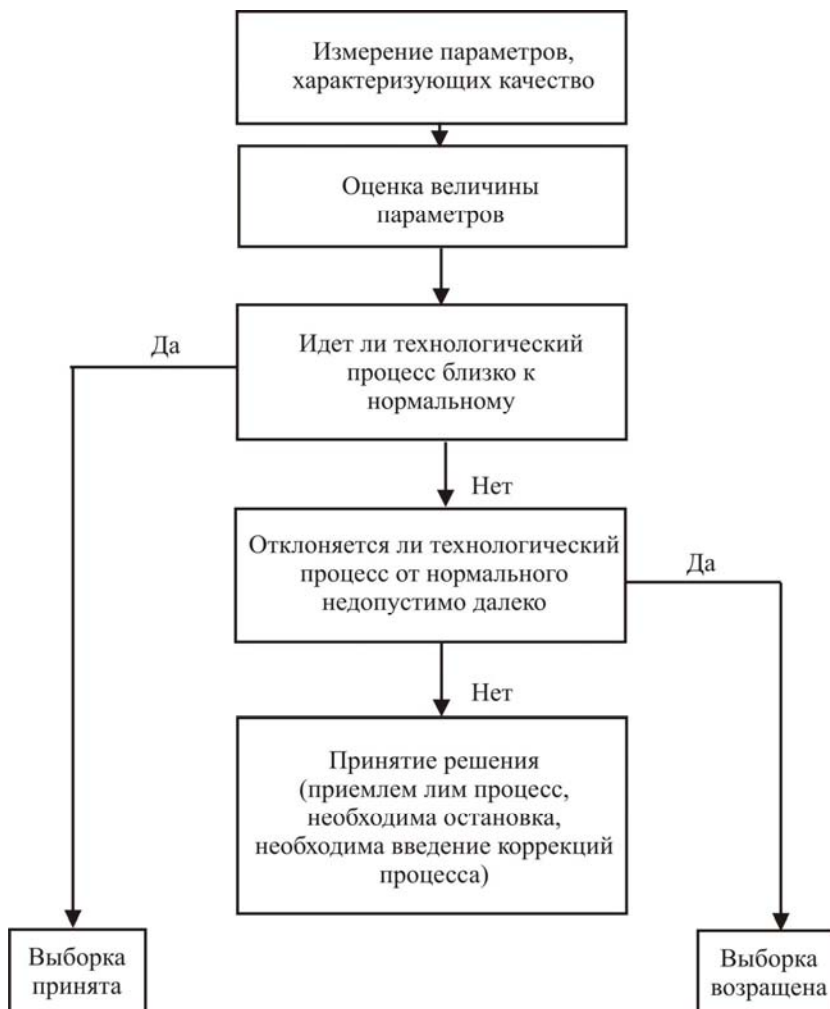 Измерение параметров,
характеризующих качество
Оценка величины
параметров
Да
Идет ли технологический
процесс близко к
нормальному
Нет
Отклоняется ли технологический
процесс от нормального
недопустимо далеко
Да
Нет
Принятие решения
(приемлем лим процесс,
необходима остановка,
необходима введение коррекций
процесса)
Выборка
принята
Выборка
возращена